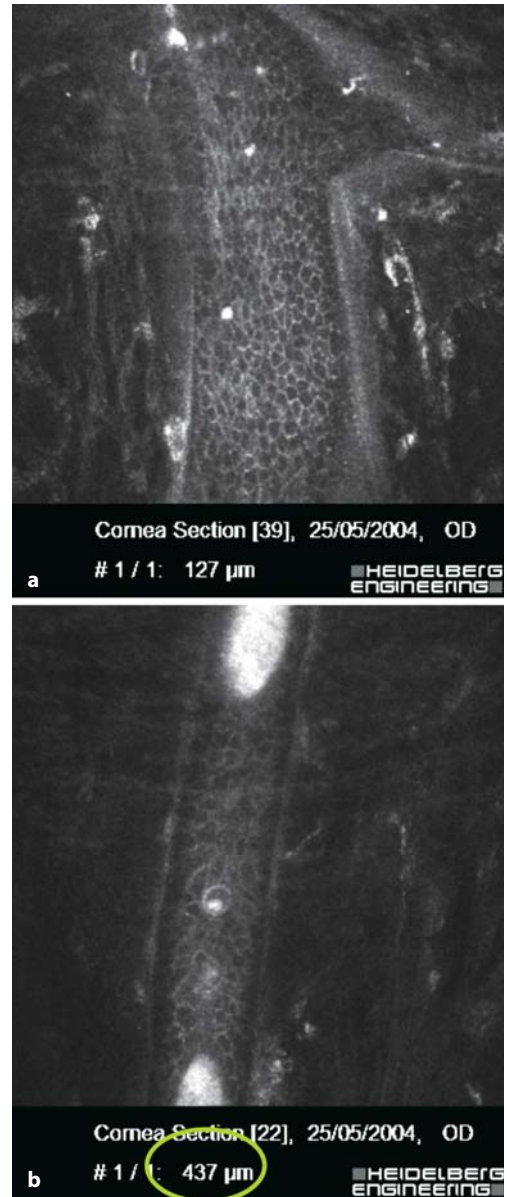 Cornea Section [39], 25/05/2004, OD
# 1 / 1: 127 µm
HEIDELBERG
ENGINEERING
a
Cornea Section [22], 25/05/2004, OD
# 1 / 1: 437 µm
HEIDELBERG
ENGINEERING
b